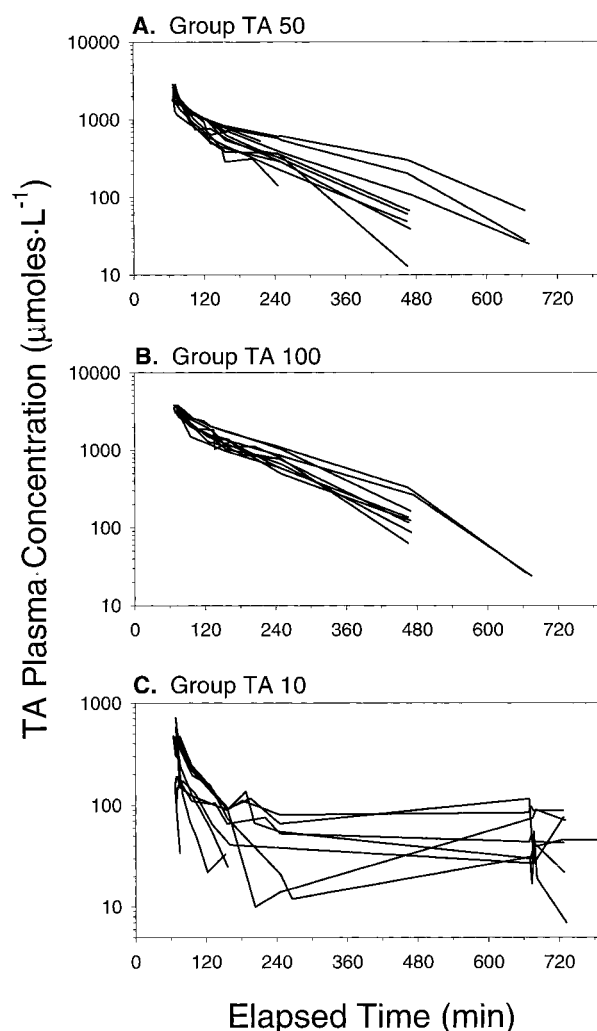 TA Plasma Concentration (µmoles·L⁻¹)
A. Group TA 50
10000
1000
100
10
0 120 240 360 480 600 720
B. Group TA 100
10000
1000
100
10
0 120 240 360 480 600 720
C. Group TA 10
1000
100
10
0 120 240 360 480 600 720
Elapsed Time (min)